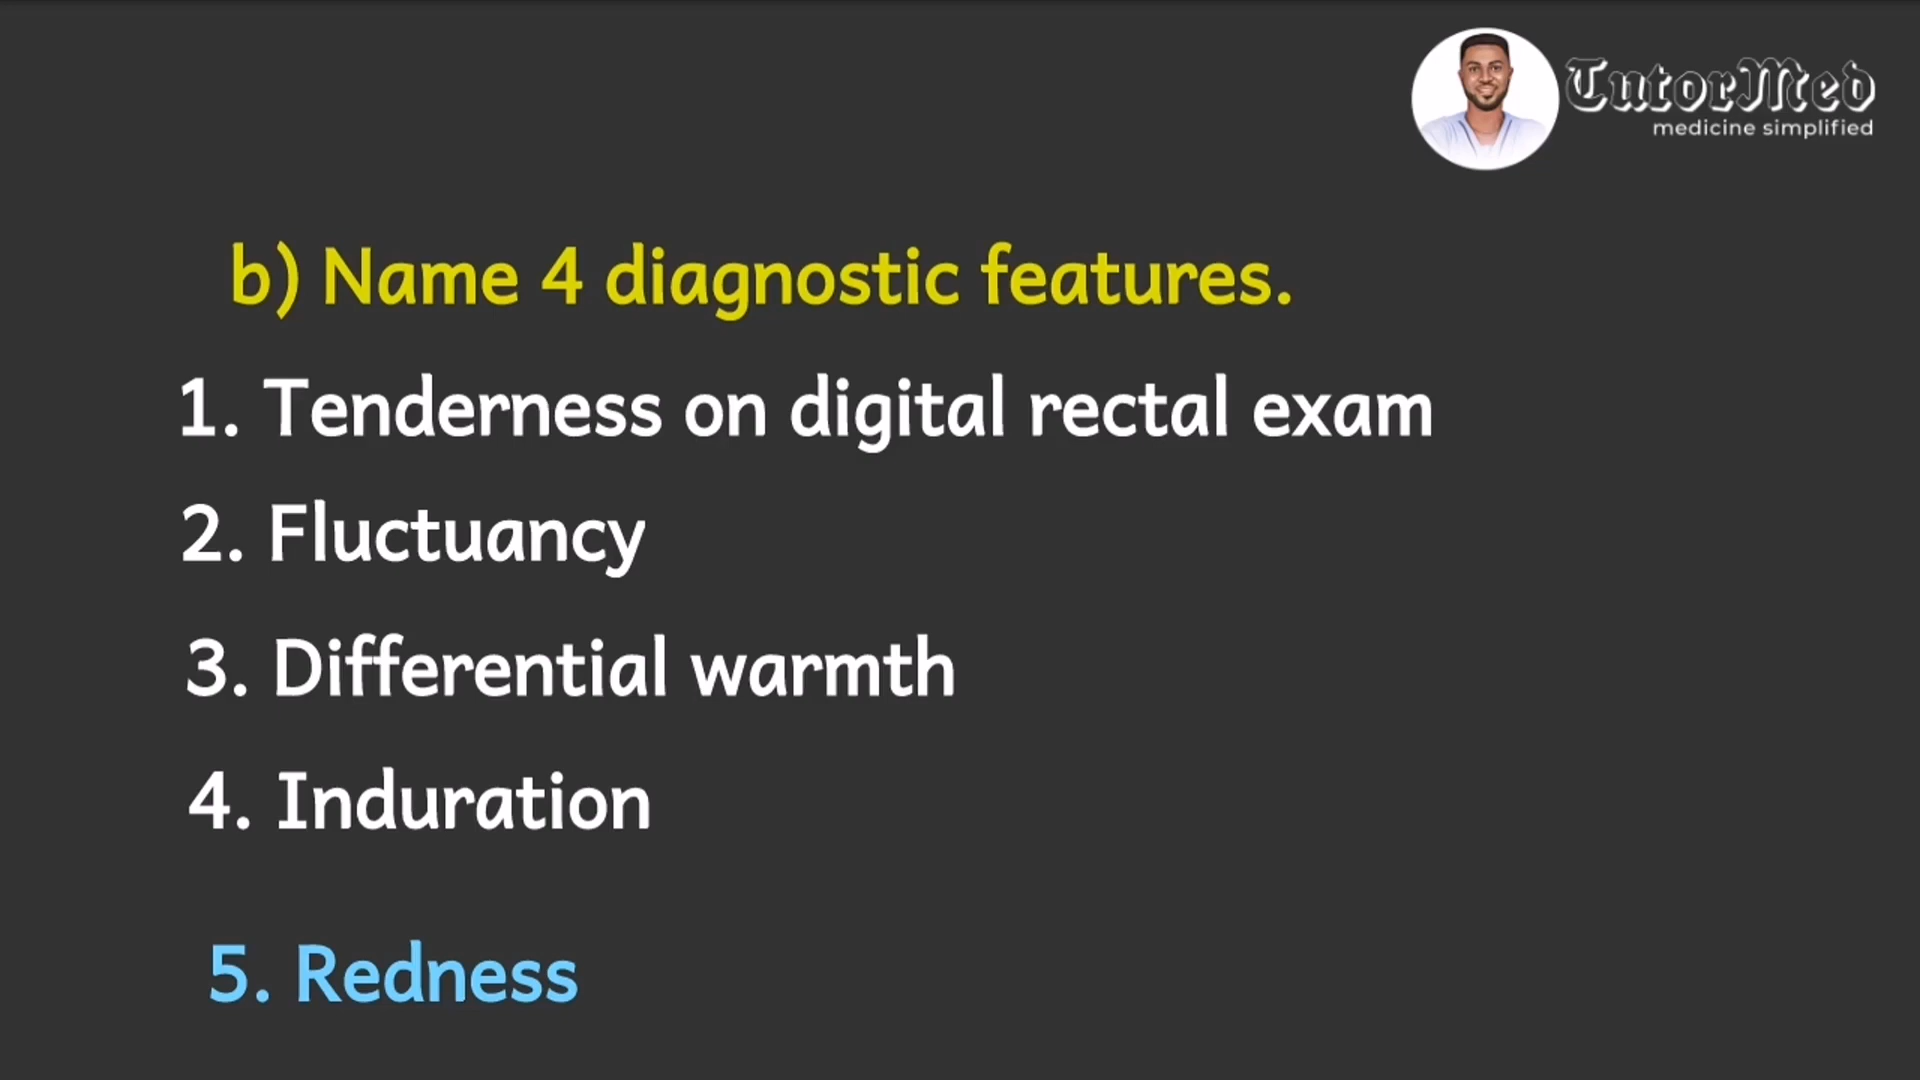 TutorMed
medicine simplified
b) Name 4 diagnostic features.
1. Tenderness on digital rectal exam
2. Fluctuancy
3. Differential warmth
4. Induration
5. Redness